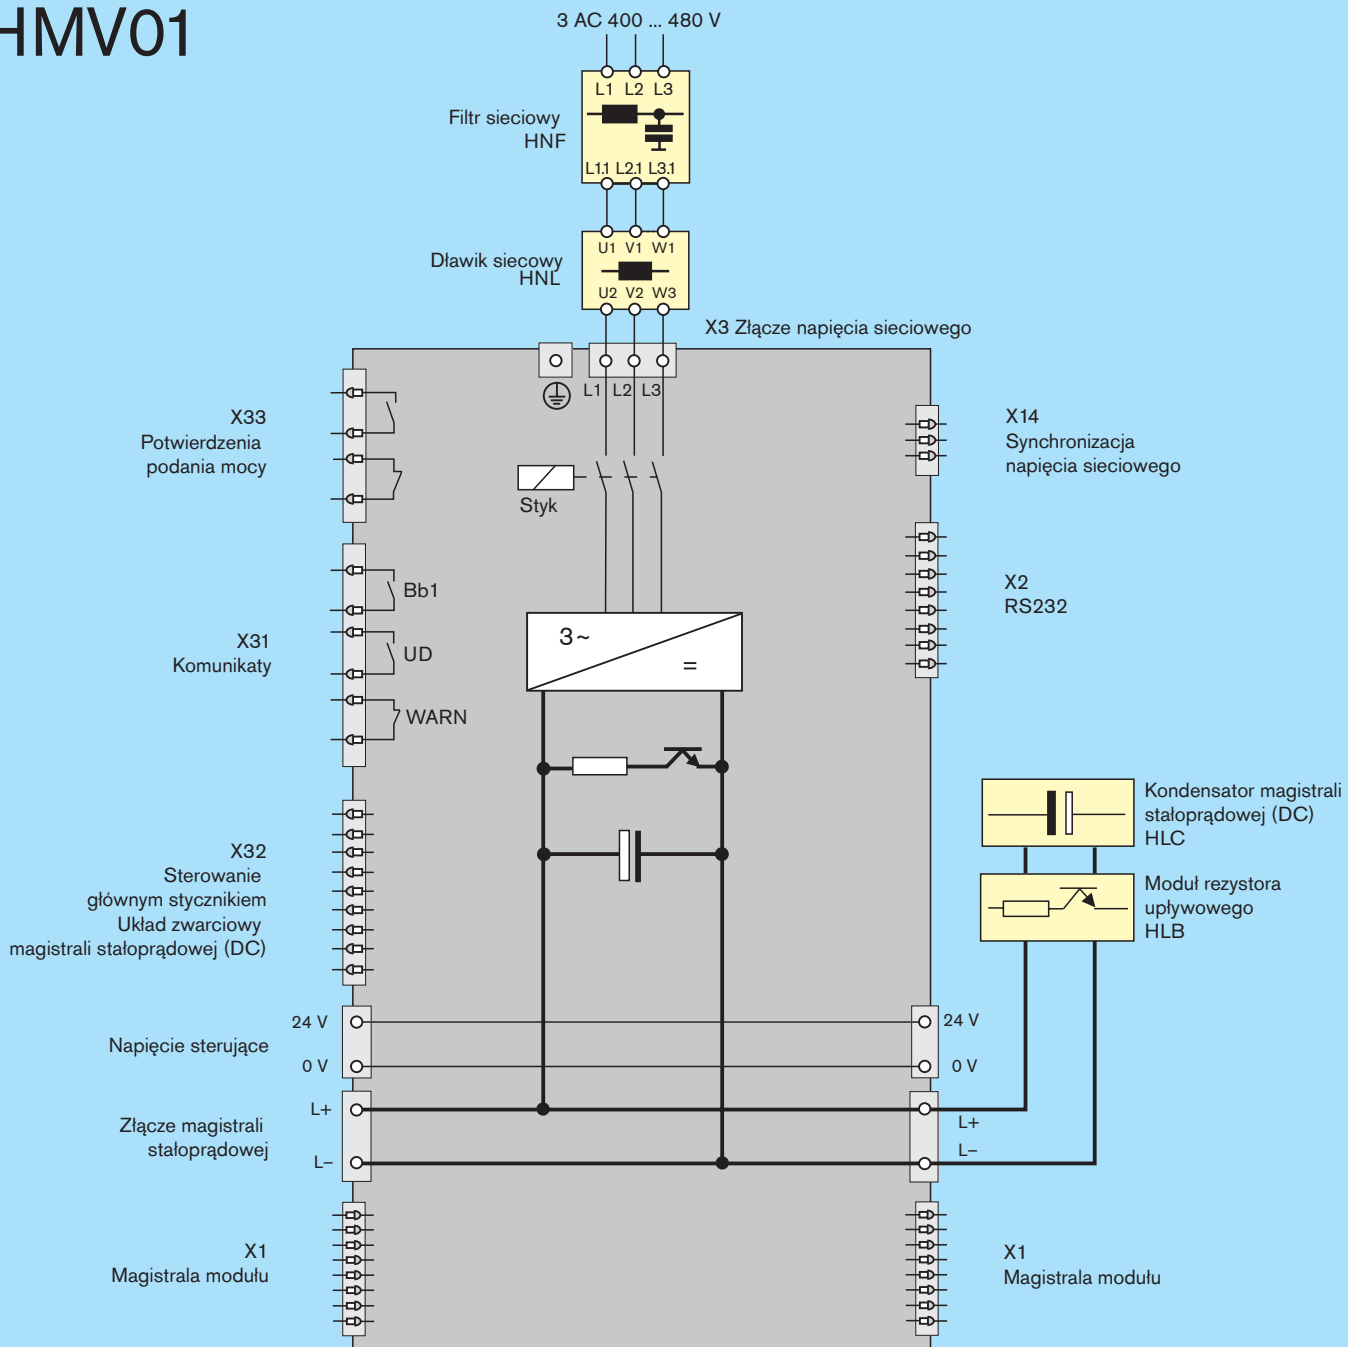 HMV01
3 AC 400 ... 480 V
L1 L2 L3
Filtr sieciowy
HNF
L1.1 L2.1 L3.1
U1 V1 W1
Dławik siecowy
HNL
U2 V2 W3
X3 Złącze napięcia sieciowego
L1 L2 L3
X33
Potwierdzenia
podania mocy
X14
Synchronizacja
napięcia sieciowego
Styk
X31
Komunikaty
Bb1
UD
WARN
X2
RS232
3~
=
Kondensator magistrali
stałoprądowej (DC)
HLC
Moduł rezystora
upływowego
HLB
X32
Sterowanie
głównym stycznikiem
Układ zwarciowy
magistrali stałoprądowej (DC)
Napięcie sterujące
24 V
0 V
24 V
0 V
Złącze magistrali
stałoprądowej
L+
L–
L+
L–
X1
Magistrala modułu
X1
Magistrala modułu